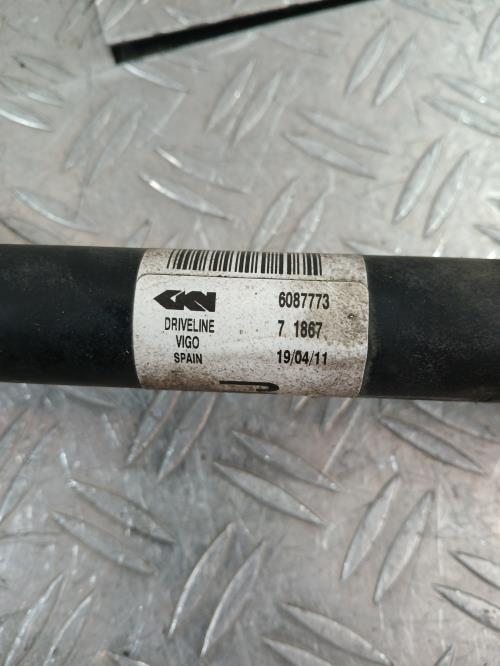 GKN 6087773
DRIVELINE 7 1867
VIGO
SPAIN 19/04/11